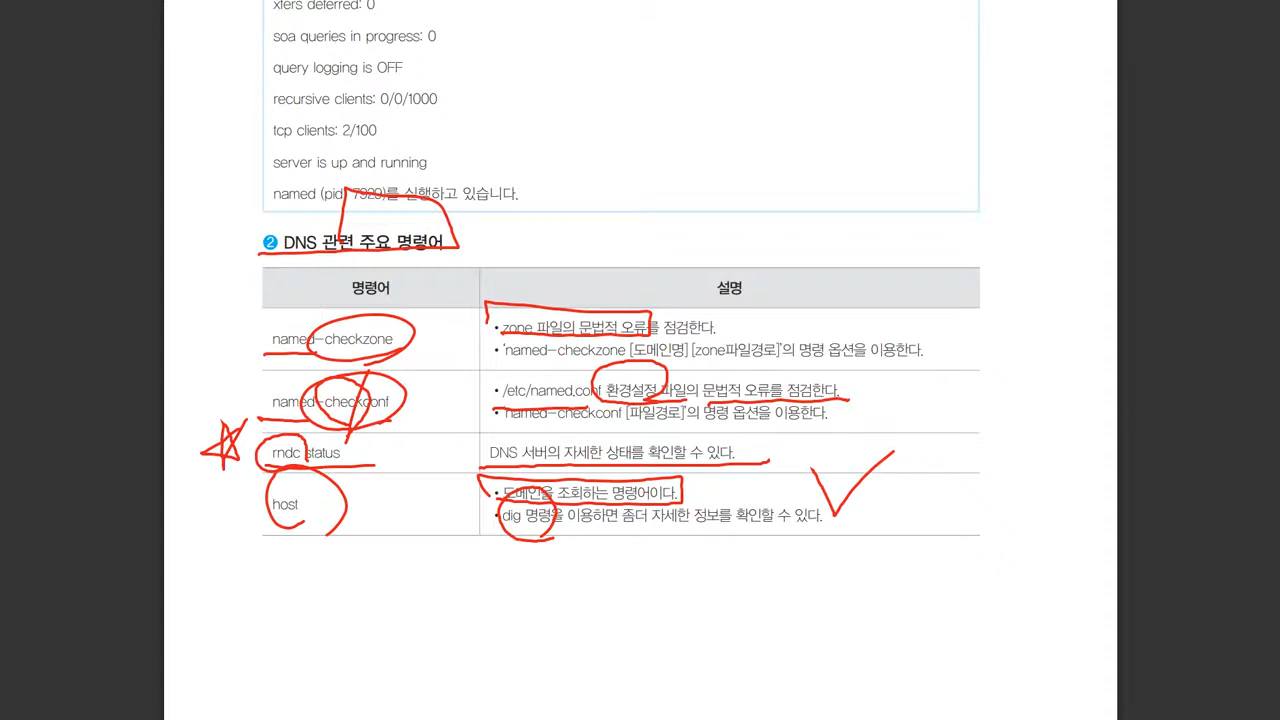 xfers deferred: 0
soa queries in progress: 0
query logging is OFF
recursive clients: 0/0/1000
tcp clients: 2/100
server is up and running
named (pid 7929)를 실행하고 있습니다.
2 DNS 관련 주요 명령어
명령어 설명
named-checkzone
• zone 파일의 문법적 오류를 점검한다.
• 'named-checkzone [도메인명] [zone파일경로]'의 명령 옵션을 이용한다.
named-checkconf
• /etc/named.conf 환경설정 파일의 문법적 오류를 점검한다.
• 'named-checkconf [파일경로]'의 명령 옵션을 이용한다.
rndc status DNS 서버의 자세한 상태를 확인할 수 있다.
host
• 도메인을 조회하는 명령어이다.
• dig 명령을 이용하면 좀더 자세한 정보를 확인할 수 있다.